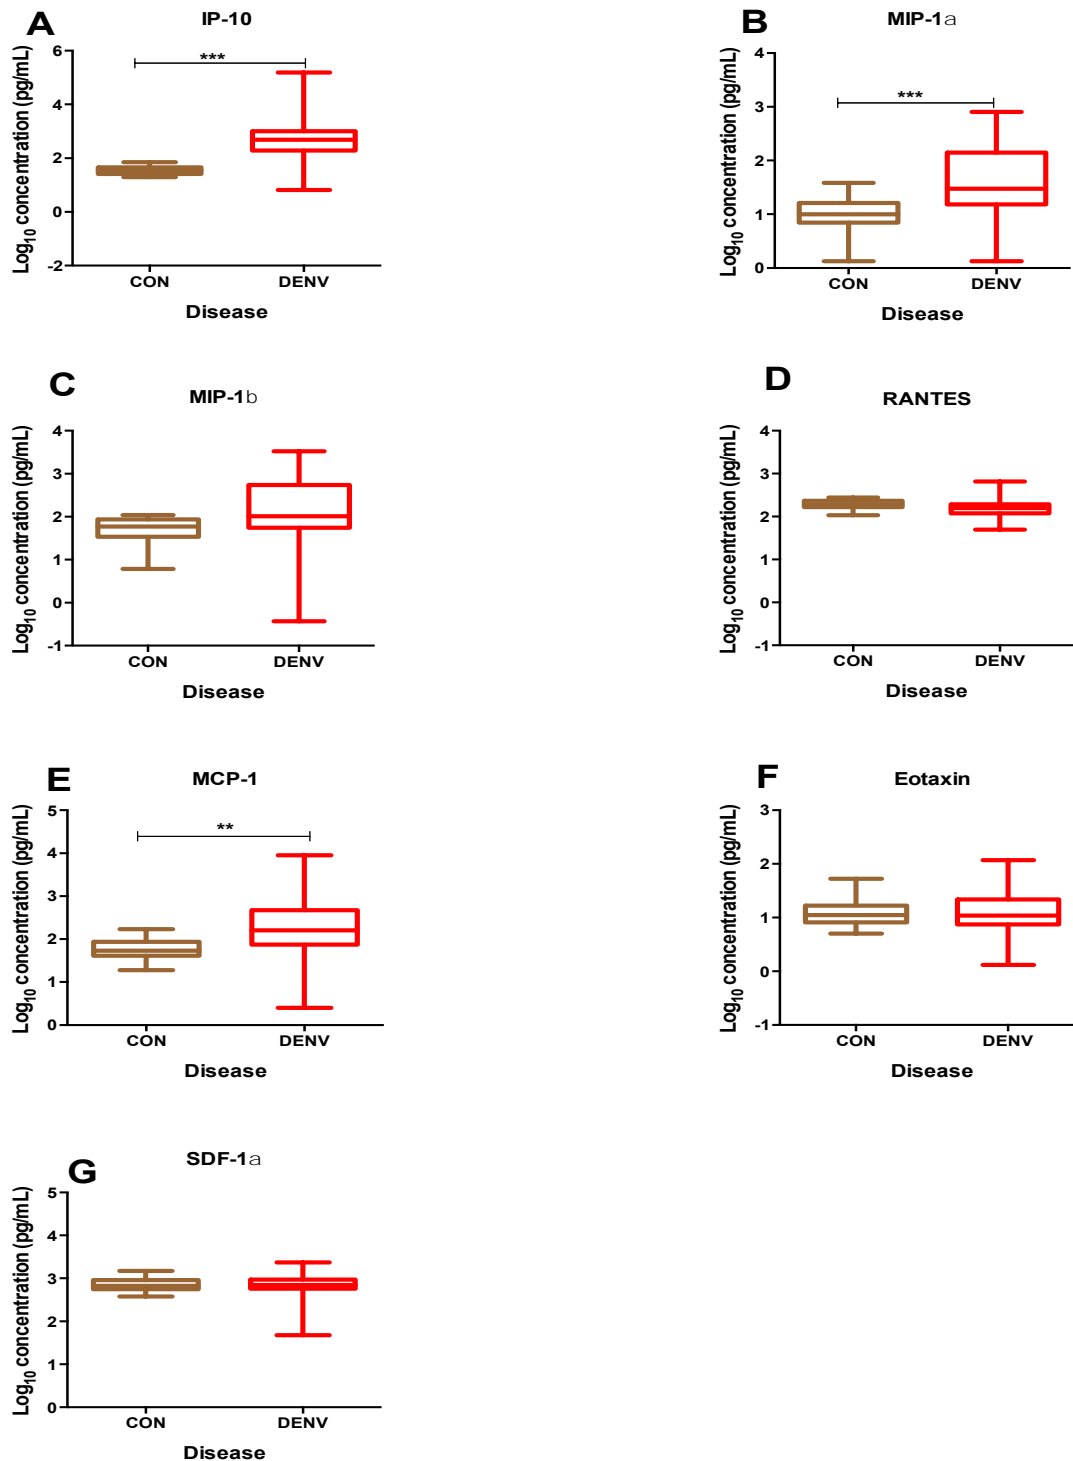 A
IP-10
Log10 concentration (pg/mL)
6
4
2
0
-2
***
CON
DENV
Disease
B
MIP-1a
Log10 concentration (pg/mL)
4
3
2
1
0
***
CON
DENV
Disease
C
MIP-1b
Log10 concentration (pg/mL)
4
3
2
1
0
-1
CON
DENV
Disease
D
RANTES
Log10 concentration (pg/mL)
4
3
2
1
0
-1
CON
DENV
Disease
E
MCP-1
Log10 concentration (pg/mL)
5
4
3
2
1
0
**
CON
DENV
Disease
F
Eotaxin
Log10 concentration (pg/mL)
3
2
1
0
-1
CON
DENV
Disease
G
SDF-1a
Log10 concentration (pg/mL)
5
4
3
2
1
0
CON
DENV
Disease